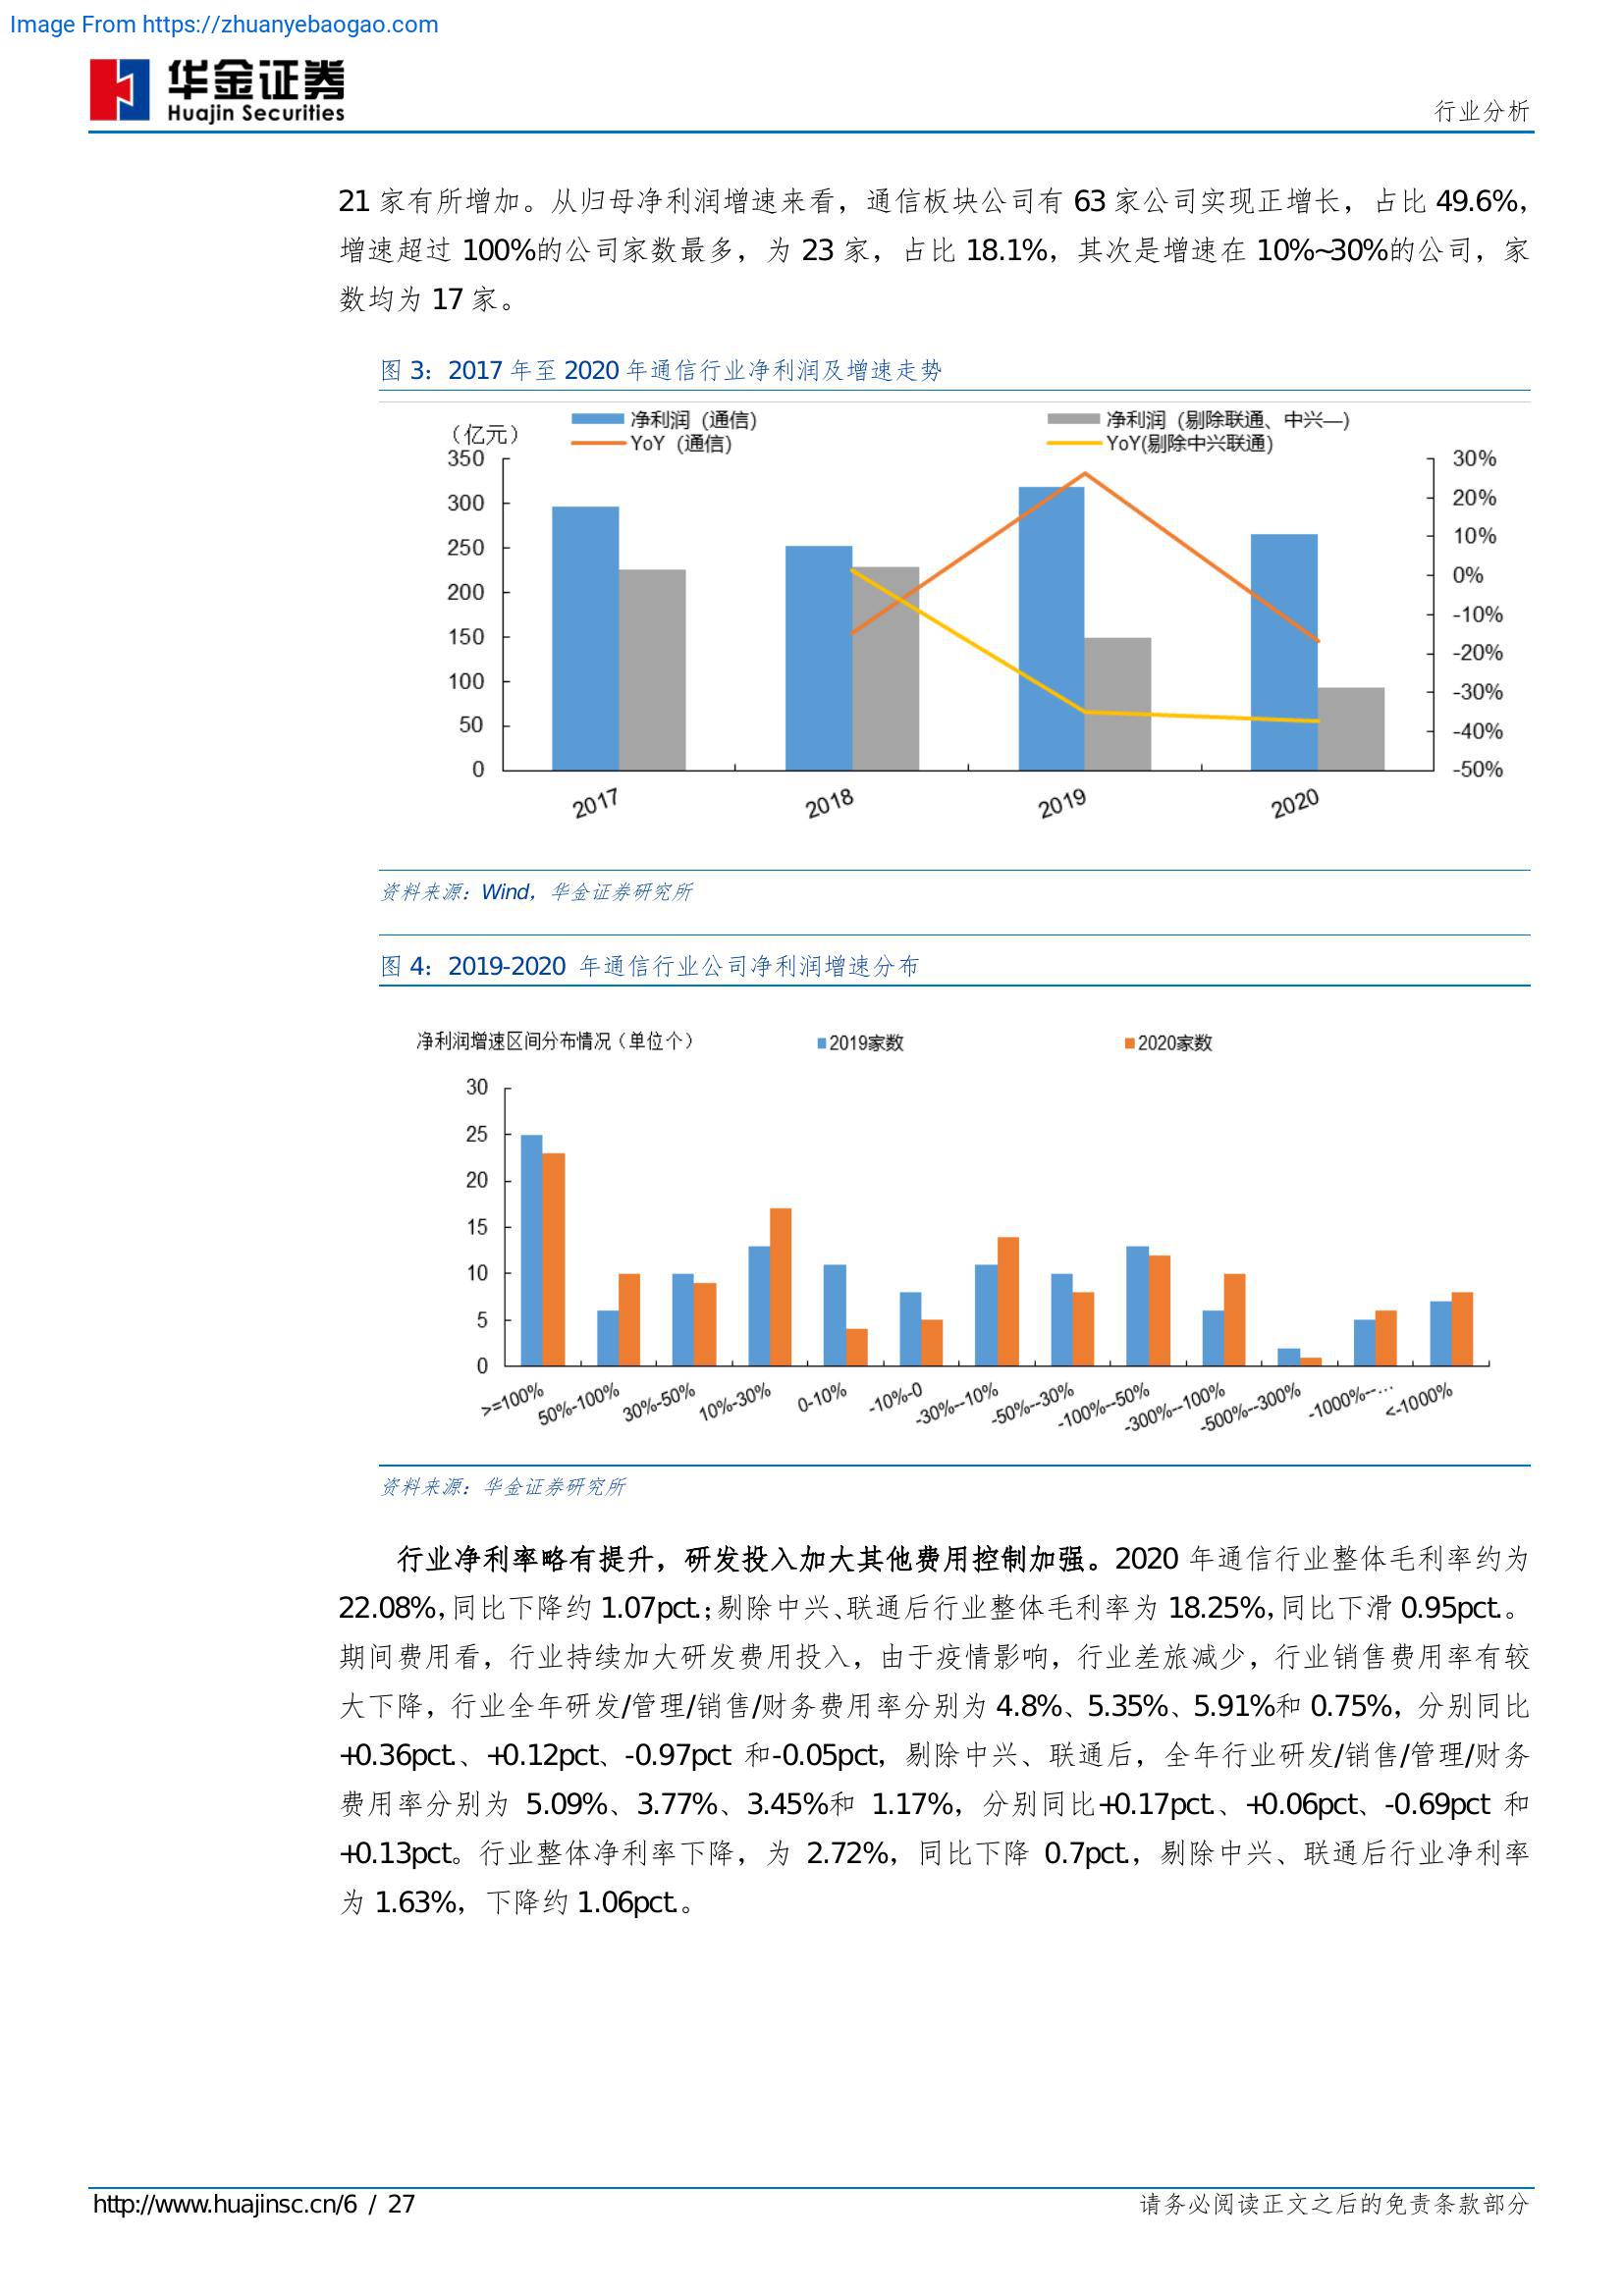 Image From https://zhuanyebaogao.com
华金证券
Huajin Securities
行业分析
21 家有所增加。从归母净利润增速来看，通信板块公司有 63 家公司实现正增长，占比 49.6%，
增速超过 100%的公司家数最多，为 23 家，占比 18.1%，其次是增速在 10%~30%的公司，家
数均为 17 家。
图 3：2017 年至 2020 年通信行业净利润及增速走势
净利润（通信）
净利润（剔除联通、中兴—）
（亿元）
YoY（通信）
YoY(剔除中兴联通)
350
300
250
200
150
100
50
0
30%
20%
10%
0%
-10%
-20%
-30%
-40%
-50%
2017
2018
2019
2020
资料来源：Wind，华金证券研究所
图 4：2019-2020 年通信行业公司净利润增速分布
净利润增速区间分布情况（单位个）
2019家数
2020家数
30
25
20
15
10
5
0
>=100%
50%-100%
30%-50%
10%-30%
0-10%
-10%-0
-30%--10%
-50%--30%
-100%--50%
-300%--100%
-500%--300%
-1000%--…
<-1000%
资料来源：华金证券研究所
行业净利率略有提升，研发投入加大其他费用控制加强。2020 年通信行业整体毛利率约为
22.08%,同比下降约 1.07pct.;剔除中兴、联通后行业整体毛利率为 18.25%,同比下滑 0.95pct.。
期间费用看，行业持续加大研发费用投入，由于疫情影响，行业差旅减少，行业销售费用率有较
大下降，行业全年研发/管理/销售/财务费用率分别为 4.8%、5.35%、5.91%和 0.75%，分别同比
+0.36pct.、+0.12pct、-0.97pct 和-0.05pct，剔除中兴、联通后，全年行业研发/销售/管理/财务
费用率分别为 5.09%、3.77%、3.45%和 1.17%，分别同比+0.17pct.、+0.06pct、-0.69pct 和
+0.13pct。行业整体净利率下降，为 2.72%，同比下降 0.7pct.，剔除中兴、联通后行业净利率
为 1.63%，下降约 1.06pct.。
http://www.huajinsc.cn/6 / 27
请务必阅读正文之后的免责条款部分